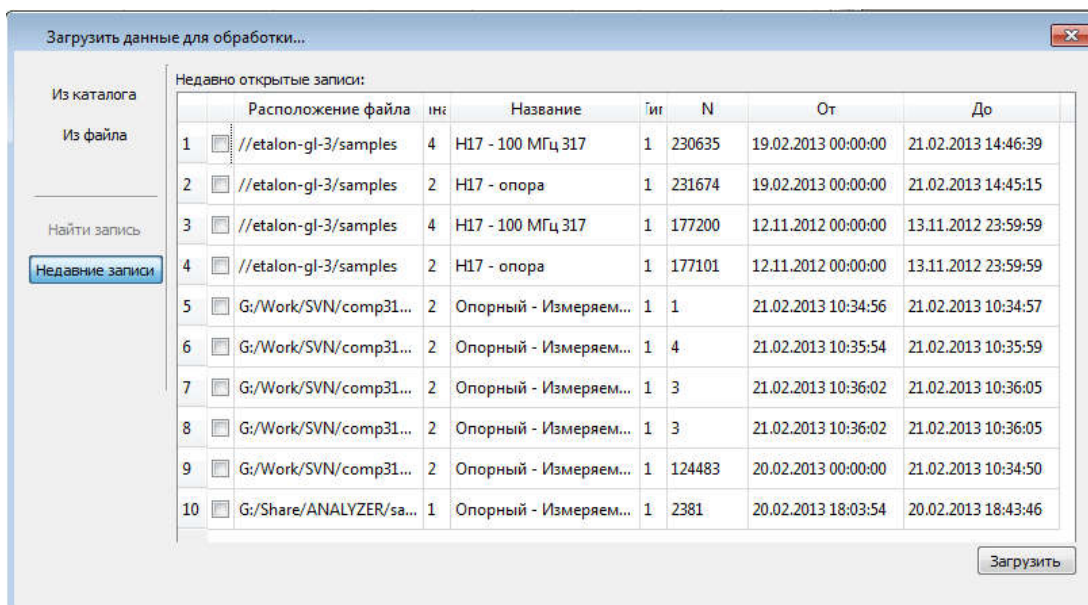 Загрузить данные для обработки...
Из каталога
Из файла
Найти запись
Недавние записи
Недавно открытые записи:
Расположение файла Название N От До
1 //etalon-gl-3/samples 4 H17 - 100 МГц 317 1 230635 19.02.2013 00:00:00 21.02.2013 14:46:39
2 //etalon-gl-3/samples 2 H17 - опора 1 231674 19.02.2013 00:00:00 21.02.2013 14:45:15
3 //etalon-gl-3/samples 4 H17 - 100 МГц 317 1 177200 12.11.2012 00:00:00 13.11.2012 23:59:59
4 //etalon-gl-3/samples 2 H17 - опора 1 177101 12.11.2012 00:00:00 13.11.2012 23:59:59
5 G:/Work/SVN/comp31... 2 Опорный - Измеряем... 1 1 21.02.2013 10:34:56 21.02.2013 10:34:57
6 G:/Work/SVN/comp31... 2 Опорный - Измеряем... 1 4 21.02.2013 10:35:54 21.02.2013 10:35:59
7 G:/Work/SVN/comp31... 2 Опорный - Измеряем... 1 3 21.02.2013 10:36:02 21.02.2013 10:36:05
8 G:/Work/SVN/comp31... 2 Опорный - Измеряем... 1 3 21.02.2013 10:36:02 21.02.2013 10:36:05
9 G:/Work/SVN/comp31... 2 Опорный - Измеряем... 1 124483 20.02.2013 00:00:00 21.02.2013 10:34:50
10 G:/Share/ANALYZER/sa... 1 Опорный - Измеряем... 1 2381 20.02.2013 18:03:54 20.02.2013 18:43:46
Загрузить